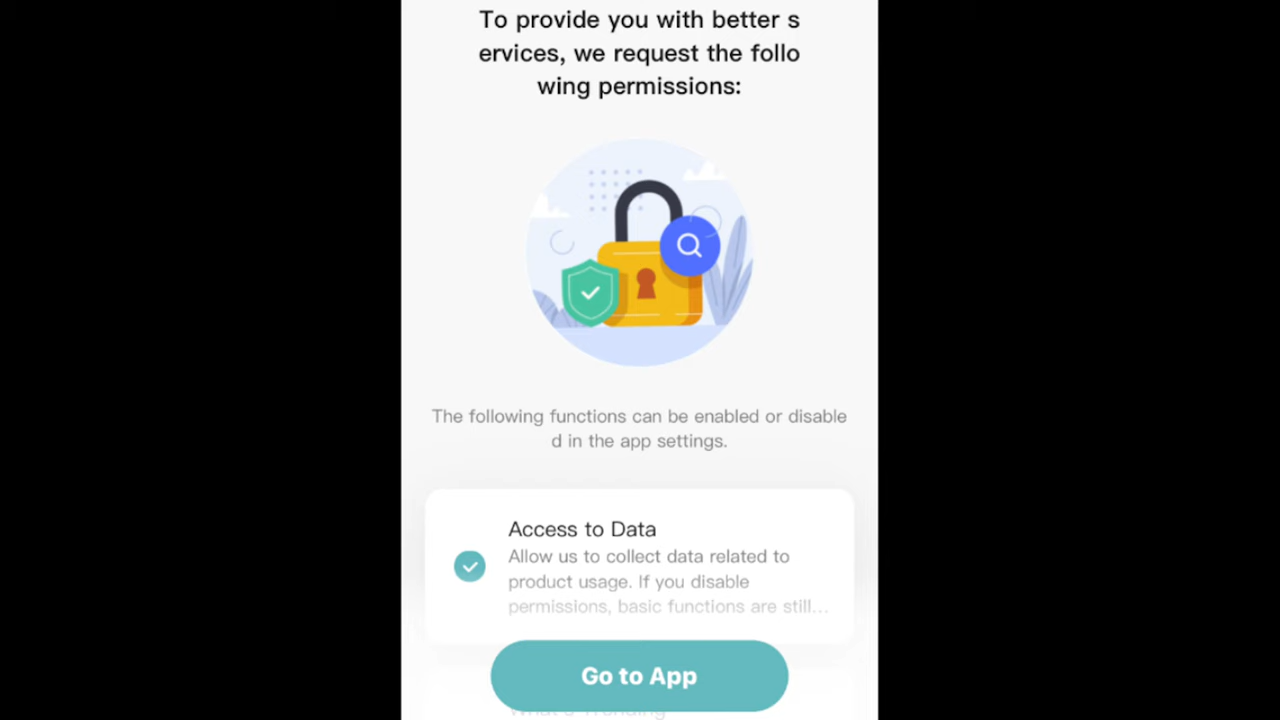 To provide you with better s
ervices, we request the follo
wing permissions:
The following functions can be enabled or disable
d in the app settings.
Access to Data
Allow us to collect data related to
product usage. If you disable
permissions, basic functions are still...
Go to App
What's Trending